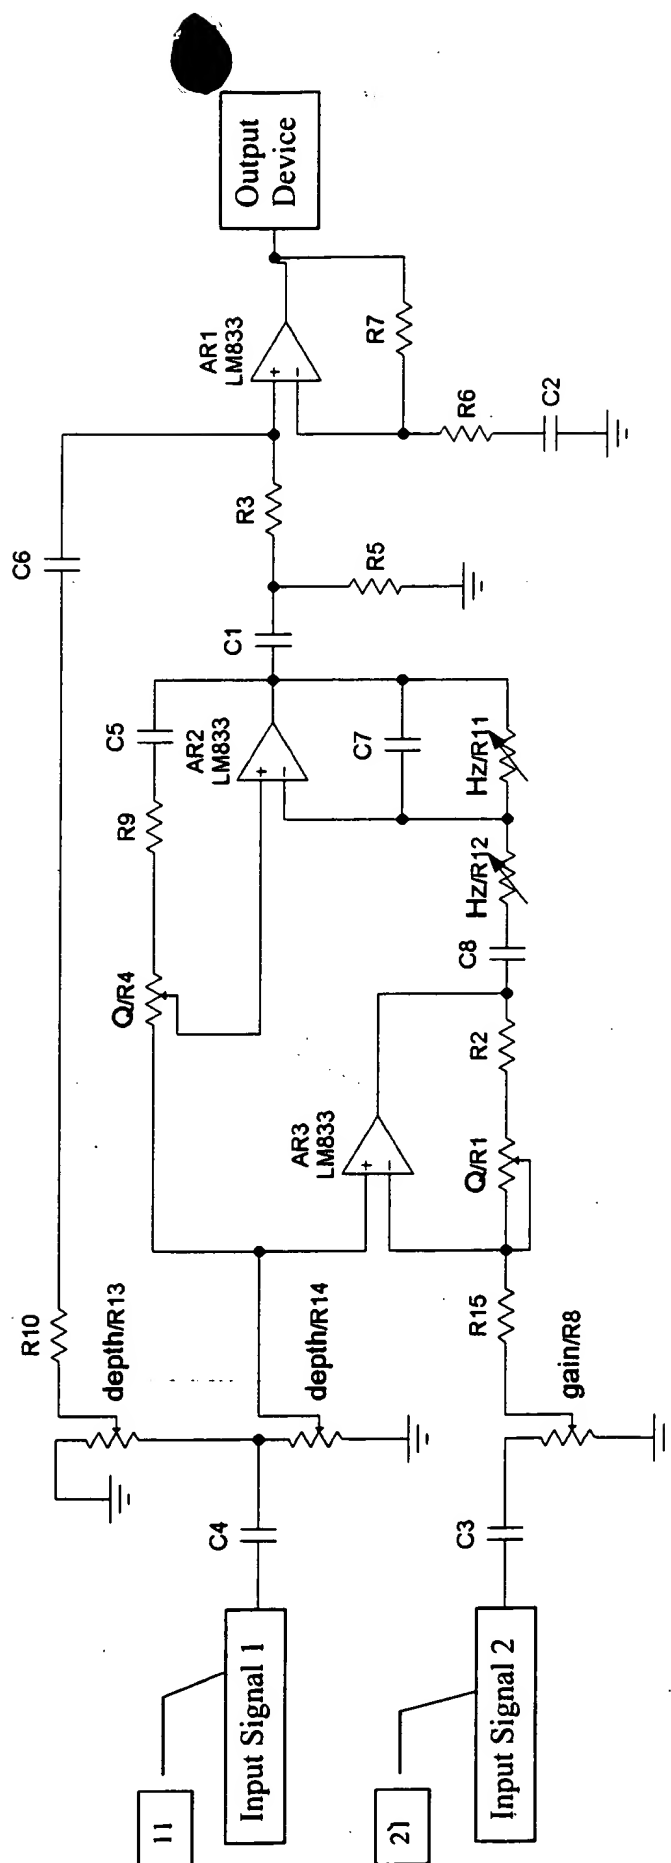 C6
R10
depth/R13
11
Input Signal 1
C4
depth/R14
Q/R4
R9
C5
AR2
LM833
+
-
C1
R3
R5
AR1
LM833
+
-
Output
Device
R7
R6
C2
C7
Hz/R11
Hz/R12
C8
AR3
LM833
+
-
R2
Q/R1
R15
gain/R8
C3
21
Input Signal 2